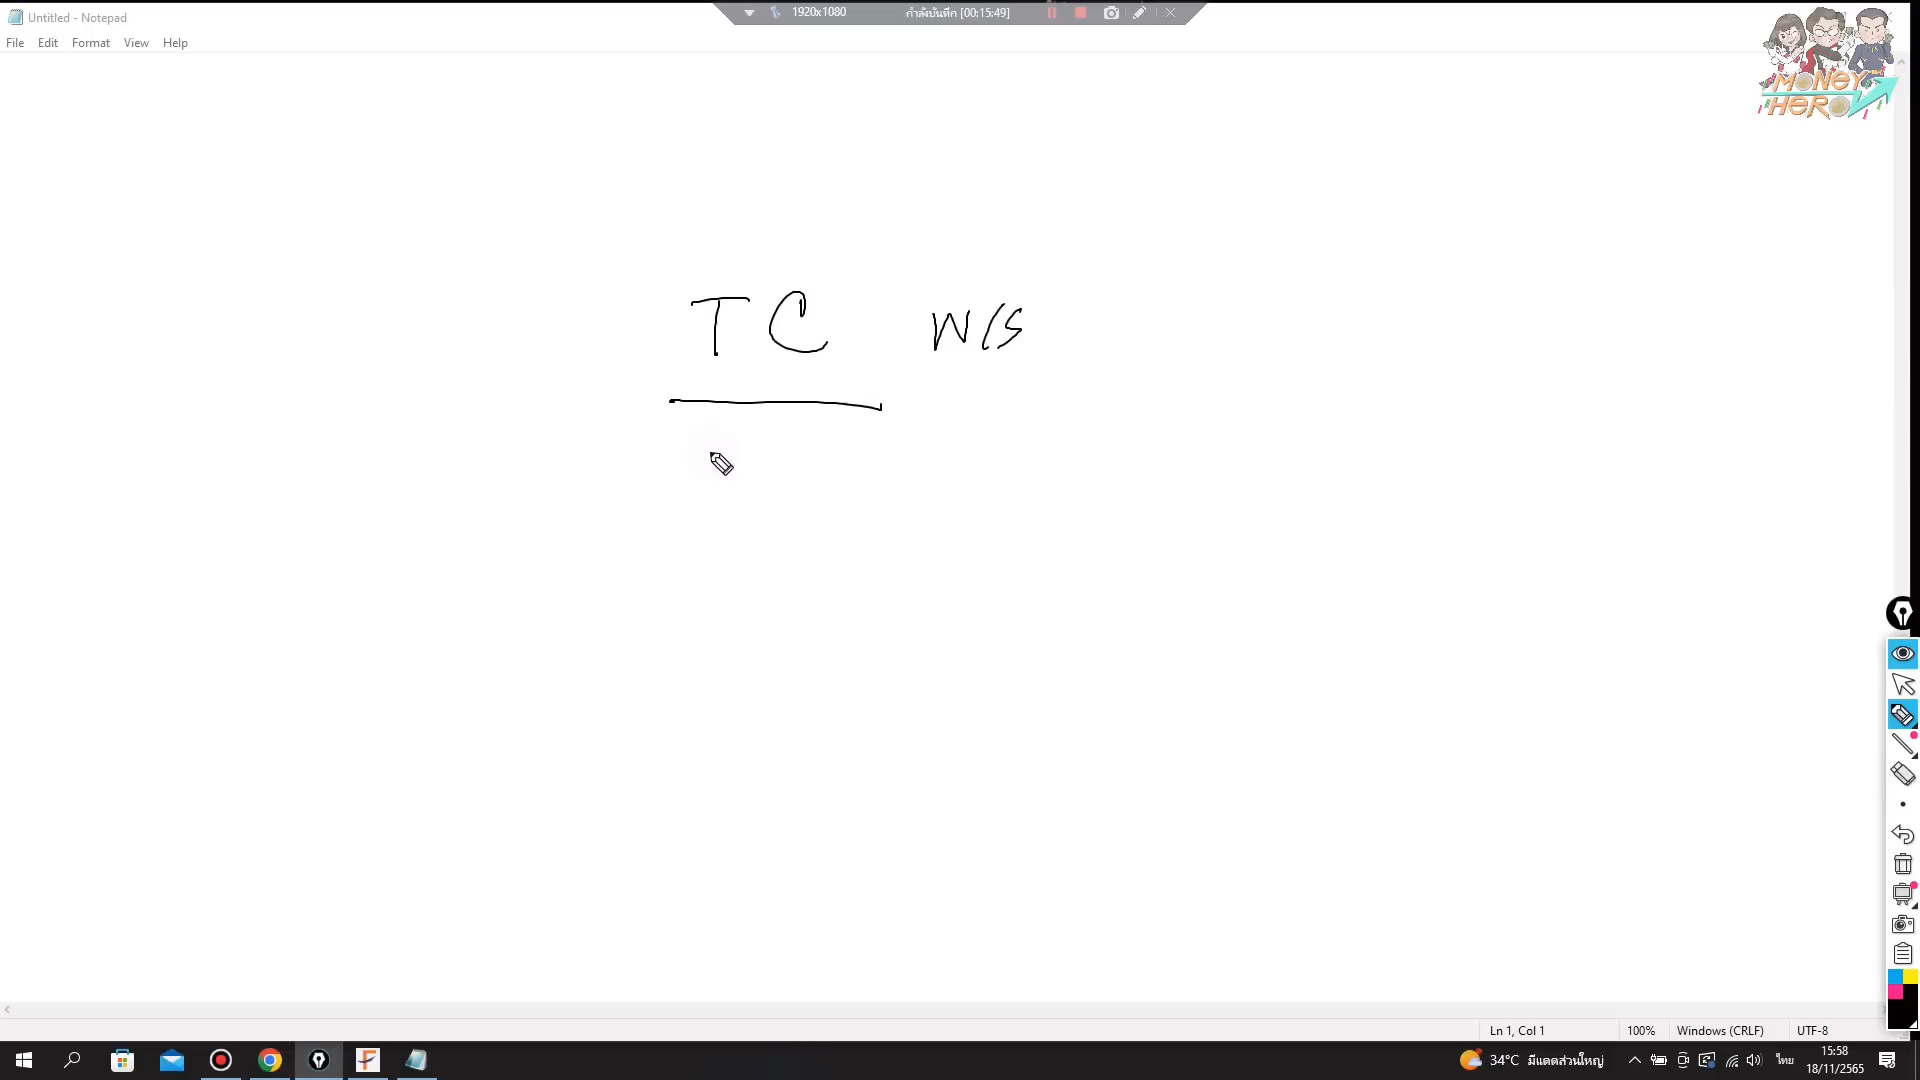 Untitled - Notepad
1920x1080 กำลังบันทึก [00:15:49]
File Edit Format View Help
MONEY
HERO
TC W/S
Ln 1, Col 1 100% Windows (CRLF) UTF-8
34°C มีแดดส่วนใหญ่ ไทย 15:58
18/11/2565